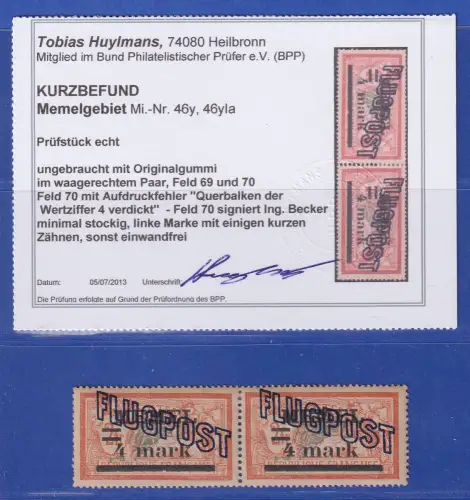 Tobias Huylmans, 74080 Heilbronn
Mitglied im Bund Philatelistischer Prüfer e.V. (BPP)
KURZBEFUND
Memelgebiet Mi.-Nr. 46y, 46yIa
Prüfstück echt
ungebraucht mit Originalgummi
im waagerechtem Paar, Feld 69 und 70
Feld 70 mit Aufdruckfehler "Querbalken der
Wertziffer 4 verdickt" - Feld 70 signiert Ing. Becker
minimal stockig, linke Marke mit einigen kurzen
Zähnen, sonst einwandfrei
Datum: 05/07/2013 Unterschrift
Die Prüfung erfolgte auf Grund der Prüfordnung des BPP.
FLUGPOST
4 mark
FLUGPOST
4 mark
FLUGPOST
4 mark
FLUGPOST
4 mark